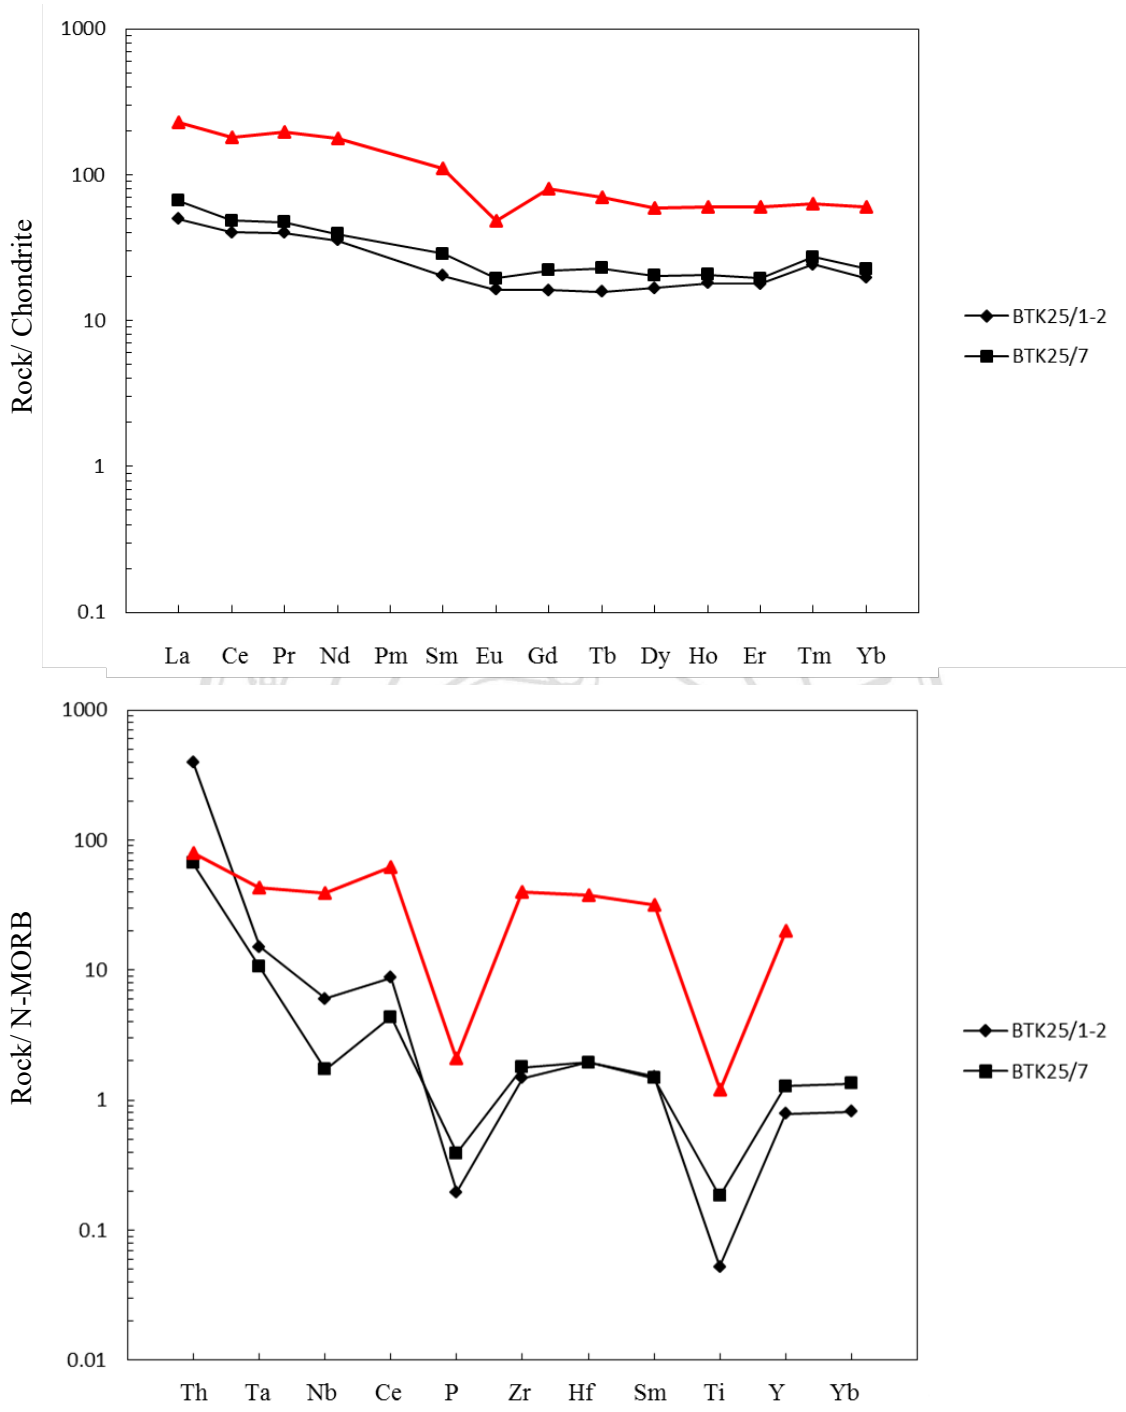 1000
100
10
1
0.1
Rock/ Chondrite
La Ce Pr Nd Pm Sm Eu Gd Tb Dy Ho Er Tm Yb
BTK25/1-2
BTK25/7
1000
100
10
1
0.1
0.01
Rock/ N-MORB
Th Ta Nb Ce P Zr Hf Sm Ti Y Yb
BTK25/1-2
BTK25/7